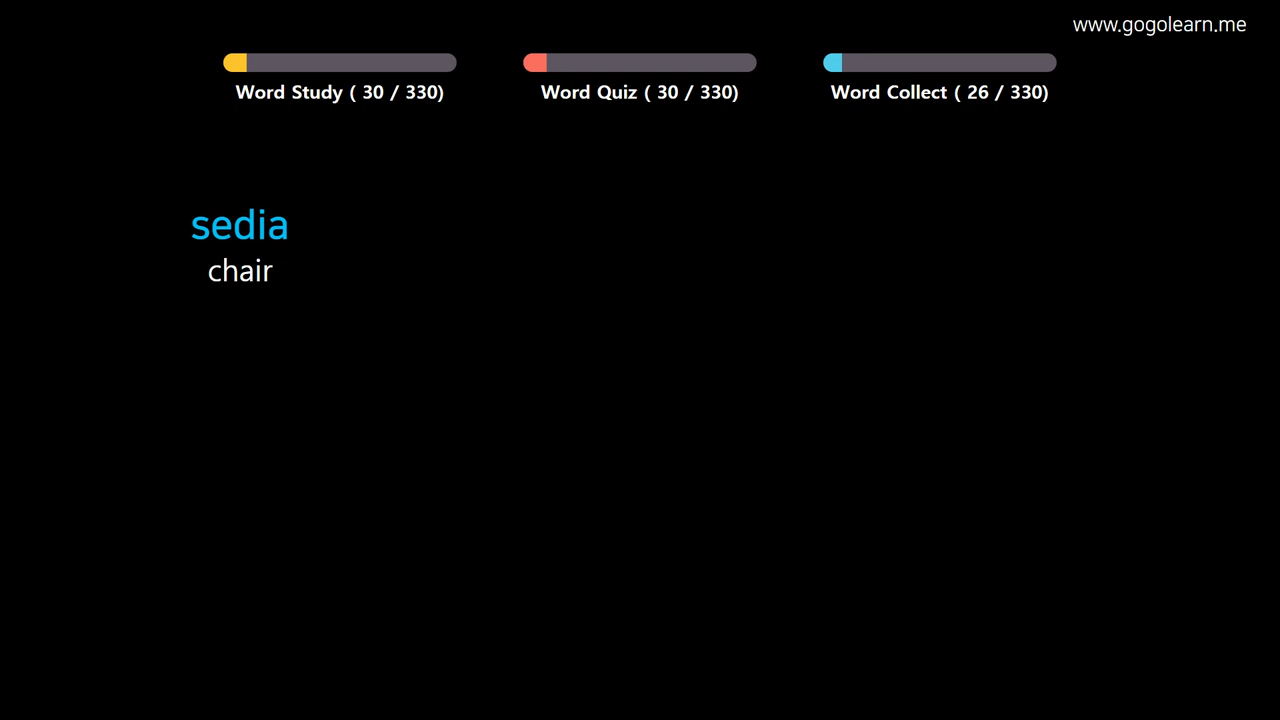 www.gogolearn.me
Word Study ( 30 / 330)
Word Quiz ( 30 / 330)
Word Collect ( 26 / 330)
sedia
chair